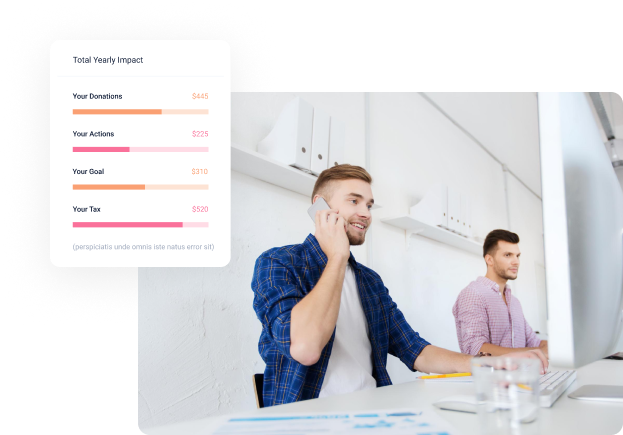 Total Yearly Impact
Your Donations $445
Your Actions $225
Your Goal $310
Your Tax $520
(perspiciatis unde omnis iste natus error sit)